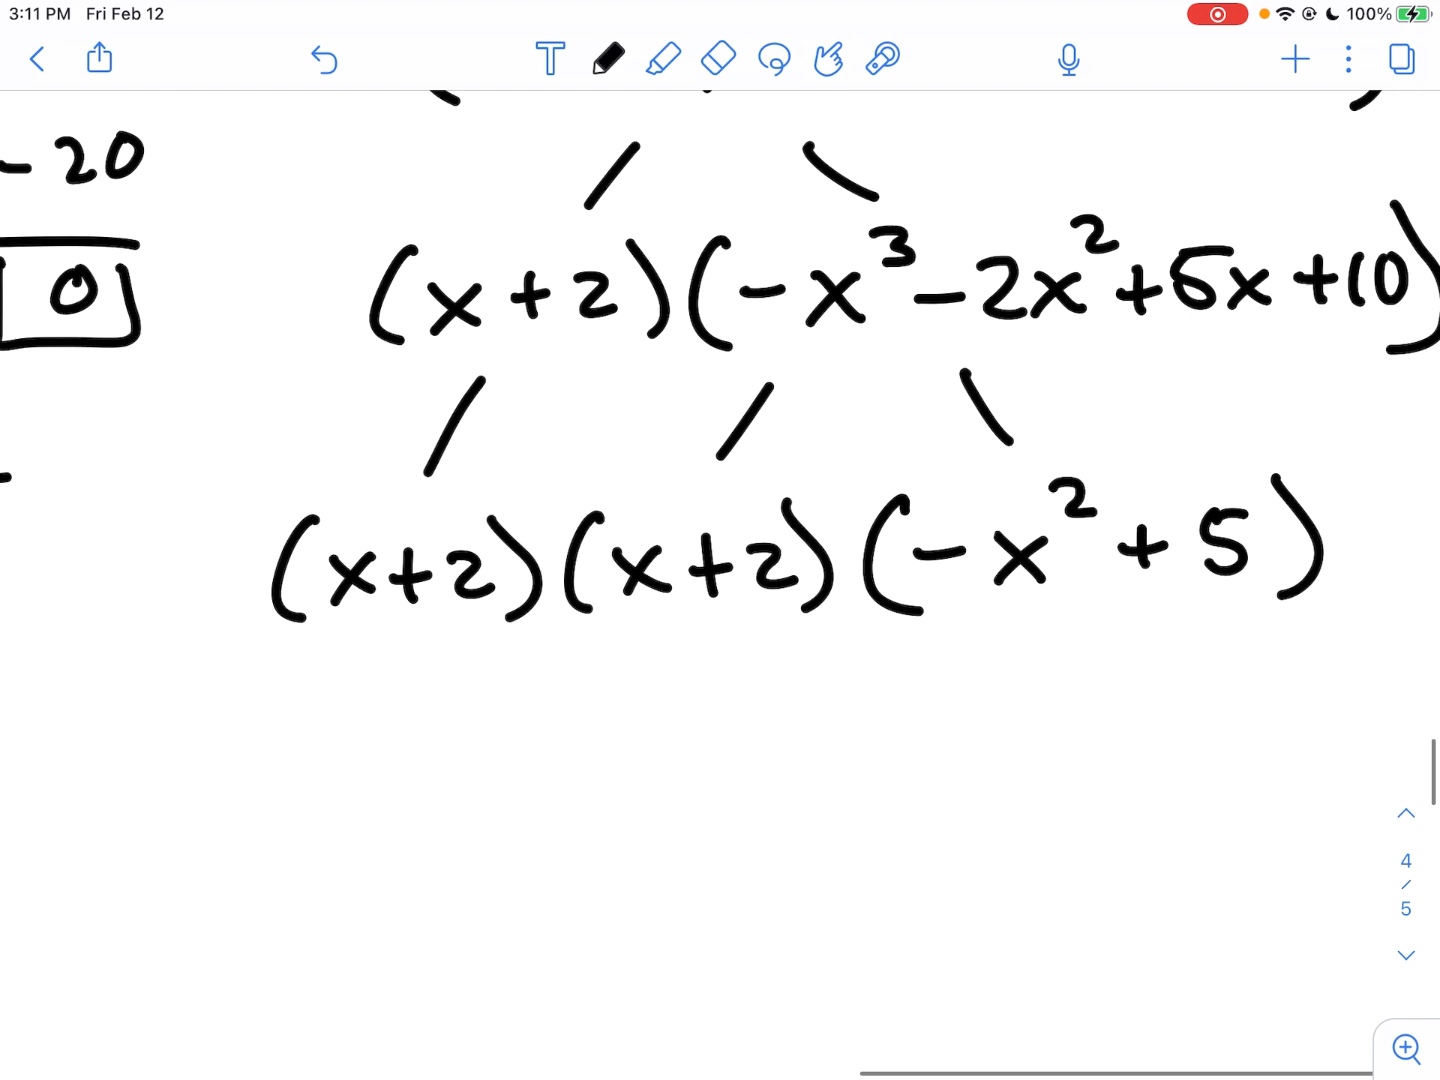 3:11 PM Fri Feb 12 100%
T
- 20
0
(x+2)(-x³-2x²+5x+10)
(x+2)(x+2)(-x²+5)
4
/
5